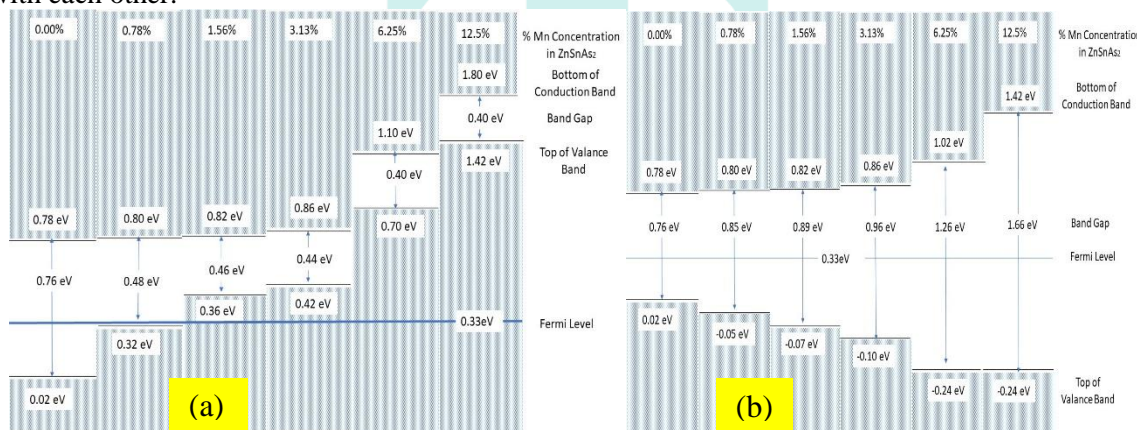 with each other.
0.00%
0.78%
1.56%
3.13%
6.25%
12.5%
% Mn Concentration
in ZnSnAs₂
1.80 eV
Bottom of
Conduction Band
1.10 eV
0.40 eV
Band Gap
1.42 eV
Top of Valance
Band
0.40 eV
0.78 eV
0.80 eV
0.82 eV
0.86 eV
0.70 eV
0.76 eV
0.48 eV
0.46 eV
0.44 eV
0.36 eV
0.42 eV
0.32 eV
0.33eV
Fermi Level
0.02 eV
(a)
0.00%
0.78%
1.56%
3.13%
6.25%
12.5%
% Mn Concentration
in ZnSnAs₂
1.42 eV
Bottom of
Conduction Band
1.02 eV
0.78 eV
0.80 eV
0.82 eV
0.86 eV
0.76 eV
0.85 eV
0.89 eV
0.96 eV
1.26 eV
1.66 eV
Band Gap
0.33eV
Fermi Level
0.02 eV
-0.05 eV
-0.07 eV
-0.10 eV
-0.24 eV
-0.24 eV
Top of
Valance Band
(b)